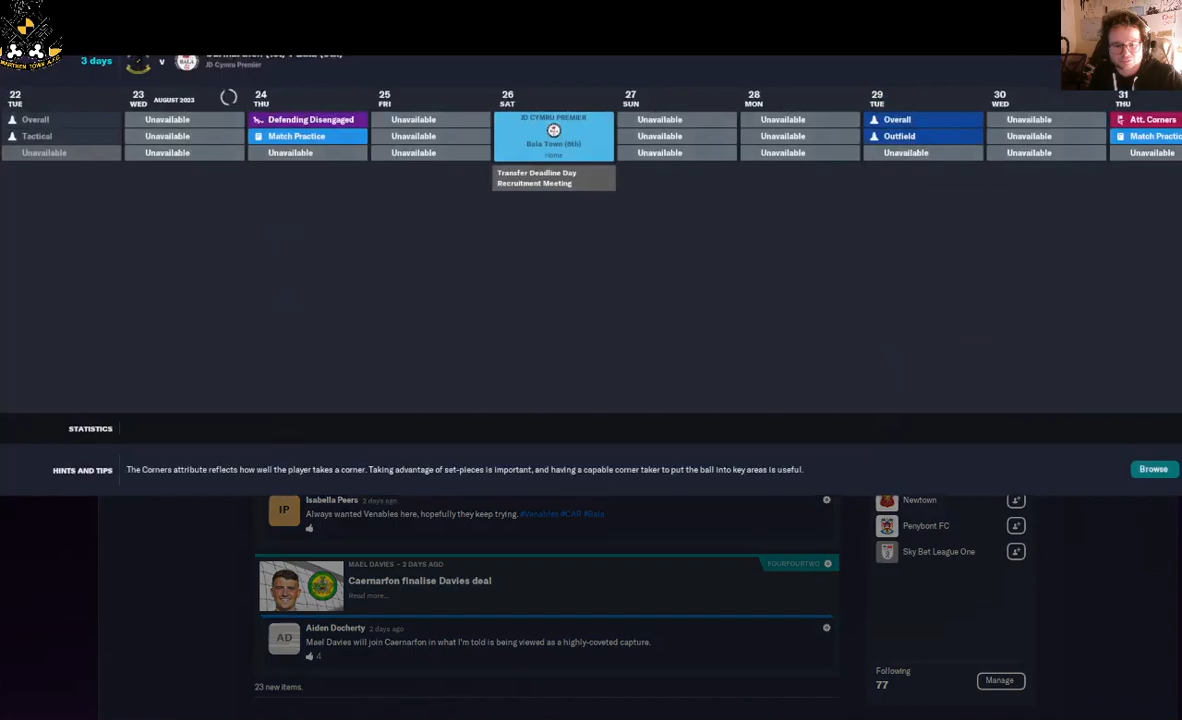 3 days
v
JD Cymru Premier
22 TUE
23 WED AUGUST 2023
24 THU
25 FRI
26 SAT
27 SUN
28 MON
29 TUE
30 WED
31 THU
Overall Unavailable Defending Disengaged Unavailable JD CYMRU PREMIER Unavailable Unavailable Overall Unavailable Att. Corners
Tactical Unavailable Match Practice Unavailable Unavailable Unavailable Outfield Unavailable Match Practic
Bala Town (8th)
Unavailable Unavailable Unavailable Unavailable Home Unavailable Unavailable Unavailable Unavailable Unavailable
Transfer Deadline Day
Recruitment Meeting
STATISTICS
HINTS AND TIPS The Corners attribute reflects how well the player takes a corner. Taking advantage of set-pieces is important, and having a capable corner taker to put the ball into key areas is useful. Browse
IP Isabella Peers 2 days ago
Always wanted Venables here, hopefully they keep trying. #Venables #CAR #Bala
Newtown
Penybont FC
Sky Bet League One
MAEL DAVIES - 3 DAYS AGO FOURFOURTWO
Caernarfon finalise Davies deal
Read more...
AD Aiden Docherty 2 days ago
Mael Davies will join Caernarfon in what I'm told is being viewed as a highly-coveted capture.
4
23 new items.
Following
77
Manage